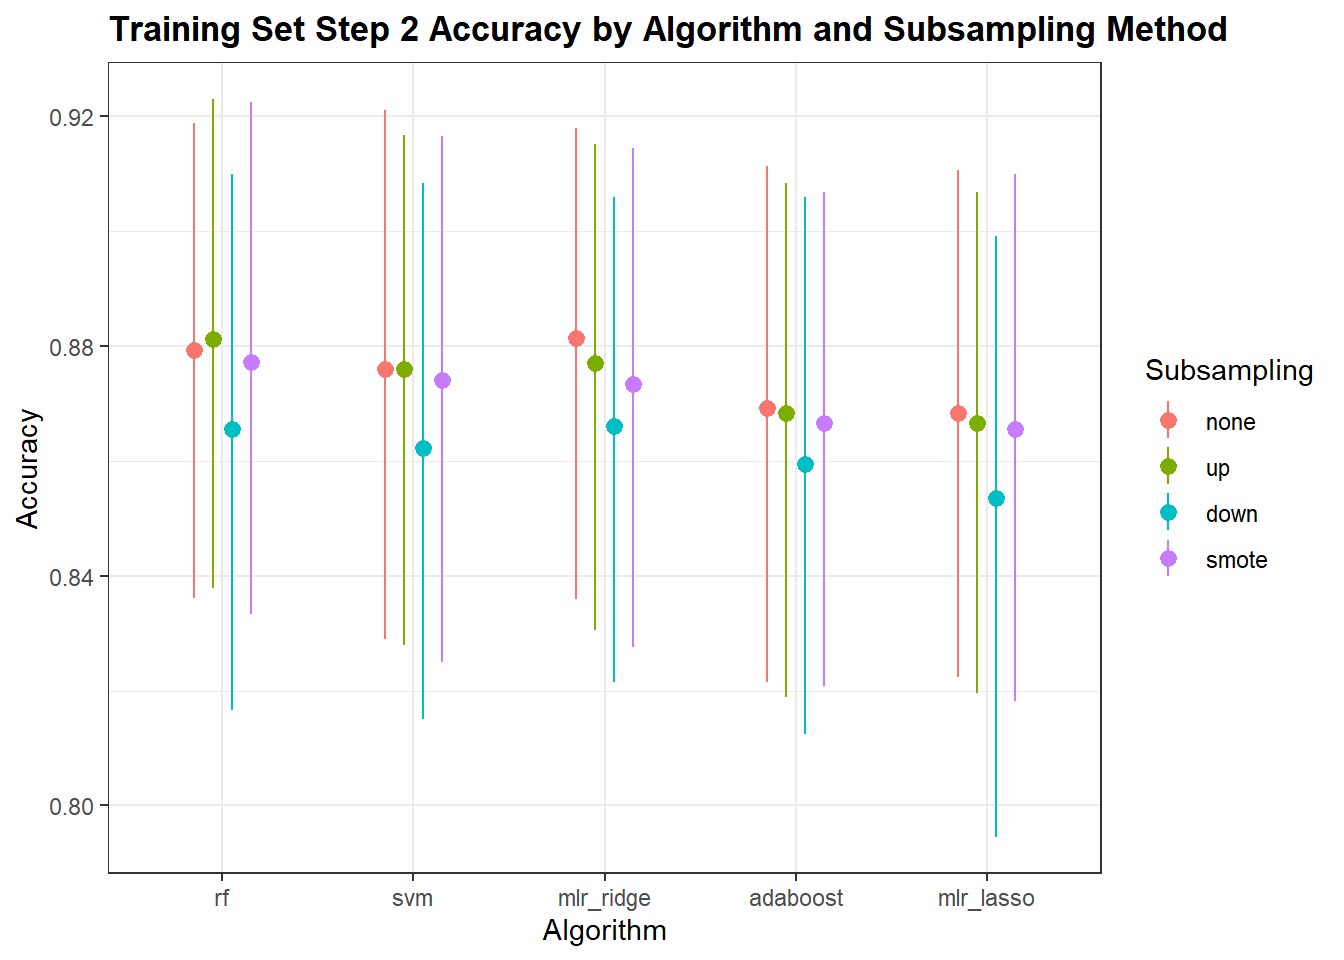 Training Set Step 2 Accuracy by Algorithm and Subsampling Method
Accuracy
0.92
0.88
0.84
0.80
rf
svm
mlr_ridge
adaboost
mlr_lasso
Algorithm
Subsampling
none
up
down
smote